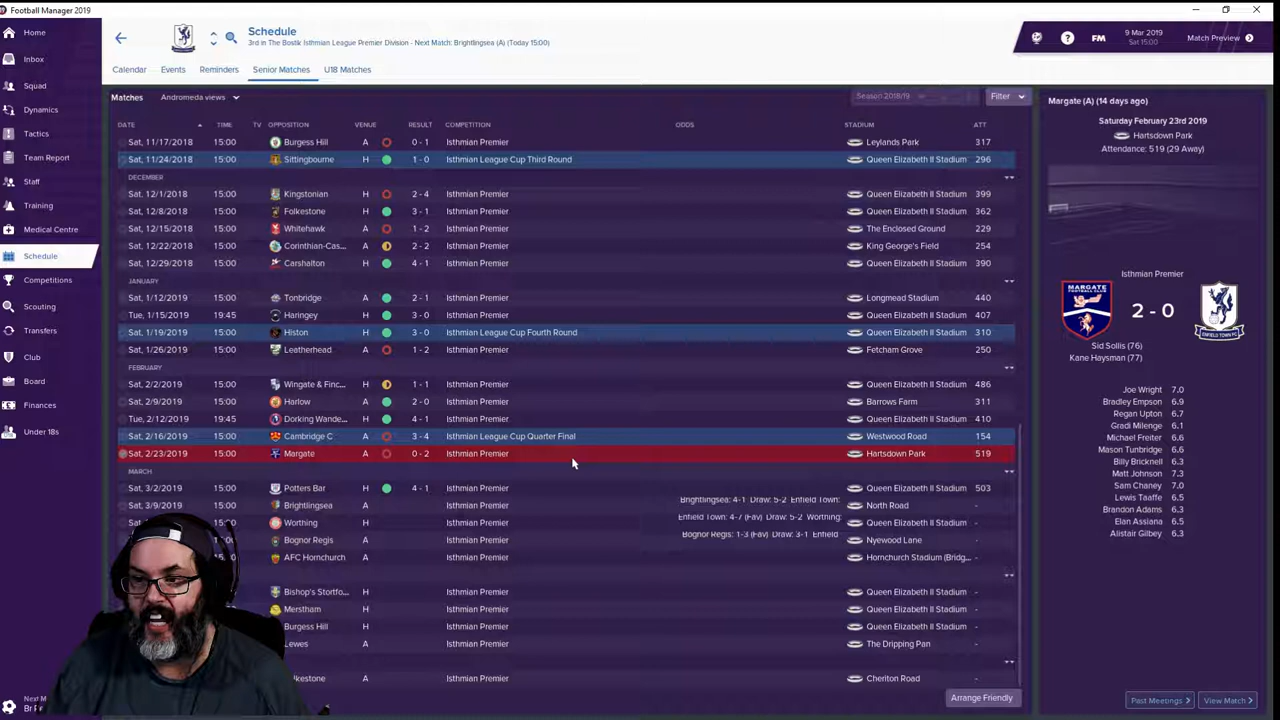 Football Manager 2019
Home
Inbox
Squad
Dynamics
Tactics
Team Report
Staff
Training
Medical Centre
Schedule
Competitions
Scouting
Transfers
Club
Board
Finances
Under 18s
Schedule
3rd in The Bostik Isthmian League Premier Division - Next Match: Brightlingsea (A) (Today 15:00)
FM
9 Mar 2019
Sat 15:00
Match Preview
Calendar Events Reminders Senior Matches U18 Matches
Matches Andromeda views Season 2018/19 Filter
DATE TIME TV OPPOSITION VENUE RESULT COMPETITION ODDS STADIUM ATT
Sat, 11/17/2018 15:00 Burgess Hill A 0 - 1 Isthmian Premier Leylands Park 317
Sat, 11/24/2018 15:00 Sittingbourne H 1 - 0 Isthmian League Cup Third Round Queen Elizabeth II Stadium 296
DECEMBER
Sat, 12/1/2018 15:00 Kingstonian H 2 - 4 Isthmian Premier Queen Elizabeth II Stadium 399
Sat, 12/8/2018 15:00 Folkestone H 3 - 1 Isthmian Premier Queen Elizabeth II Stadium 362
Sat, 12/15/2018 15:00 Whitehawk A 1 - 2 Isthmian Premier The Enclosed Ground 229
Sat, 12/22/2018 15:00 Corinthian-Cas... A 2 - 2 Isthmian Premier King George's Field 254
Sat, 12/29/2018 15:00 Carshalton H 4 - 1 Isthmian Premier Queen Elizabeth II Stadium 390
JANUARY
Sat, 1/12/2019 15:00 Tonbridge A 2 - 1 Isthmian Premier Longmead Stadium 440
Tue, 1/15/2019 19:45 Haringey H 3 - 0 Isthmian Premier Queen Elizabeth II Stadium 407
Sat, 1/19/2019 15:00 Histon H 3 - 0 Isthmian League Cup Fourth Round Queen Elizabeth II Stadium 310
Sat, 1/26/2019 15:00 Leatherhead A 1 - 2 Isthmian Premier Fetcham Grove 250
FEBRUARY
Sat, 2/2/2019 15:00 Wingate & Finc... H 1 - 1 Isthmian Premier Queen Elizabeth II Stadium 486
Sat, 2/9/2019 15:00 Harlow A 2 - 0 Isthmian Premier Barrows Farm 311
Tue, 2/12/2019 19:45 Dorking Wande... H 4 - 1 Isthmian Premier Queen Elizabeth II Stadium 410
Sat, 2/16/2019 15:00 Cambridge C A 3 - 4 Isthmian League Cup Quarter Final Westwood Road 154
Sat, 2/23/2019 15:00 Margate A 0 - 2 Isthmian Premier Hartsdown Park 519
MARCH
Sat, 3/2/2019 15:00 Potters Bar H 4 - 1 Isthmian Premier Queen Elizabeth II Stadium 503
Sat, 3/9/2019 15:00 Brightlingsea A Isthmian Premier Brightlingsea: 4-1 Draw: 5-2 Enfield Town: North Road -
Worthing H Isthmian Premier Enfield Town: 4-7 (Fav) Draw: 5-2 Worthing: Queen Elizabeth II Stadium -
Bognor Regis A Isthmian Premier Bognor Regis: 1-3 (Fav) Draw: 3-1 Enfield Nyewood Lane -
AFC Hornchurch A Isthmian Premier Hornchurch Stadium (Bridg... -
Bishop's Stortfo... H Isthmian Premier Queen Elizabeth II Stadium -
Merstham H Isthmian Premier Queen Elizabeth II Stadium -
Burgess Hill H Isthmian Premier Queen Elizabeth II Stadium -
Lewes A Isthmian Premier The Dripping Pan -
lkestone A Isthmian Premier Cheriton Road -
Arrange Friendly
Margate (A) (14 days ago)
Saturday February 23rd 2019
Hartsdown Park
Attendance: 519 (29 Away)
Isthmian Premier
MARGATE
FOOTBALL CLUB
2 - 0
ENFIELD TOWN FC
Sid Sollis (76)
Kane Haysman (77)
Joe Wright 7.0
Bradley Empson 6.9
Regan Upton 6.7
Gradi Milenge 6.1
Michael Freiter 6.6
Mason Tunbridge 6.6
Billy Bricknell 6.3
Matt Johnson 7.3
Sam Chaney 7.0
Lewis Taaffe 6.5
Brandon Adams 6.3
Elan Assiana 6.5
Alistair Gilbey 6.3
Past Meetings View Match
Next M